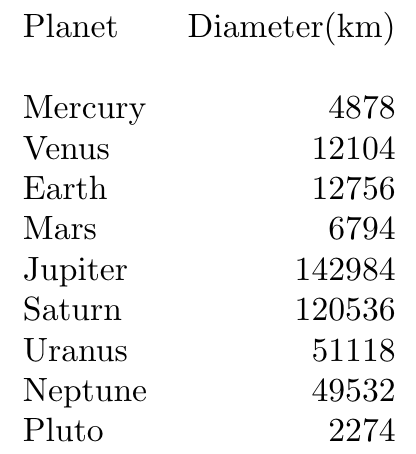 Planet Diameter(km)
Mercury 4878
Venus 12104
Earth 12756
Mars 6794
Jupiter 142984
Saturn 120536
Uranus 51118
Neptune 49532
Pluto 2274